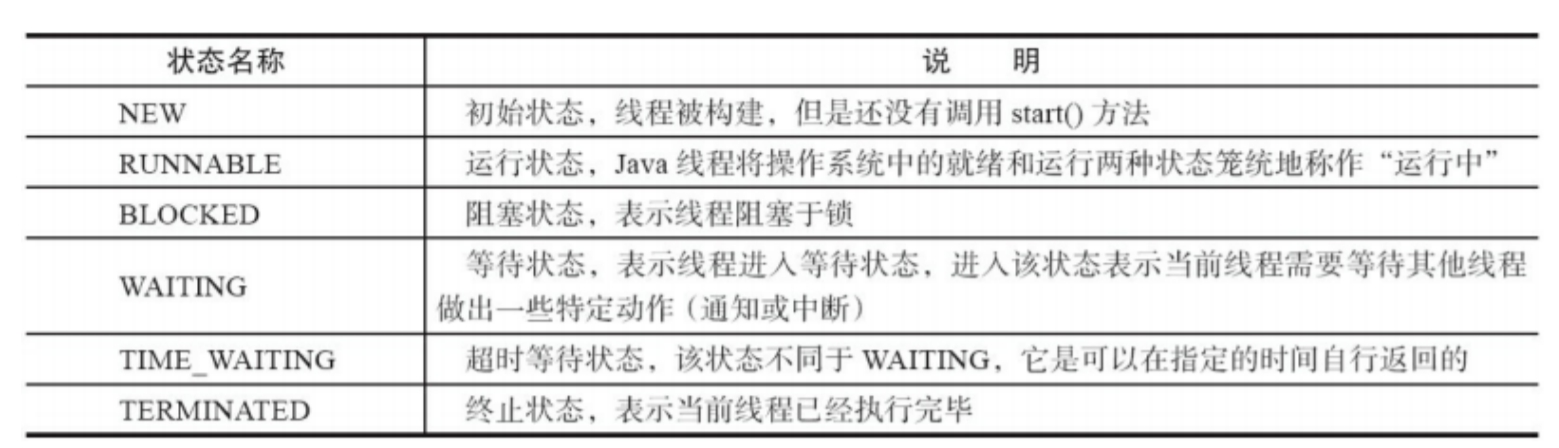 状态名称 说 明
NEW 初始状态，线程被构建，但是还没有调用 start() 方法
RUNNABLE 运行状态，Java 线程将操作系统中的就绪和运行两种状态笼统地称作“运行中”
BLOCKED 阻塞状态，表示线程阻塞于锁
WAITING 等待状态，表示线程进入等待状态，进入该状态表示当前线程需要等待其他线程
做出一些特定动作（通知或中断）
TIME_WAITING 超时等待状态，该状态不同于 WAITING，它是可以在指定的时间自行返回的
TERMINATED 终止状态，表示当前线程已经执行完毕